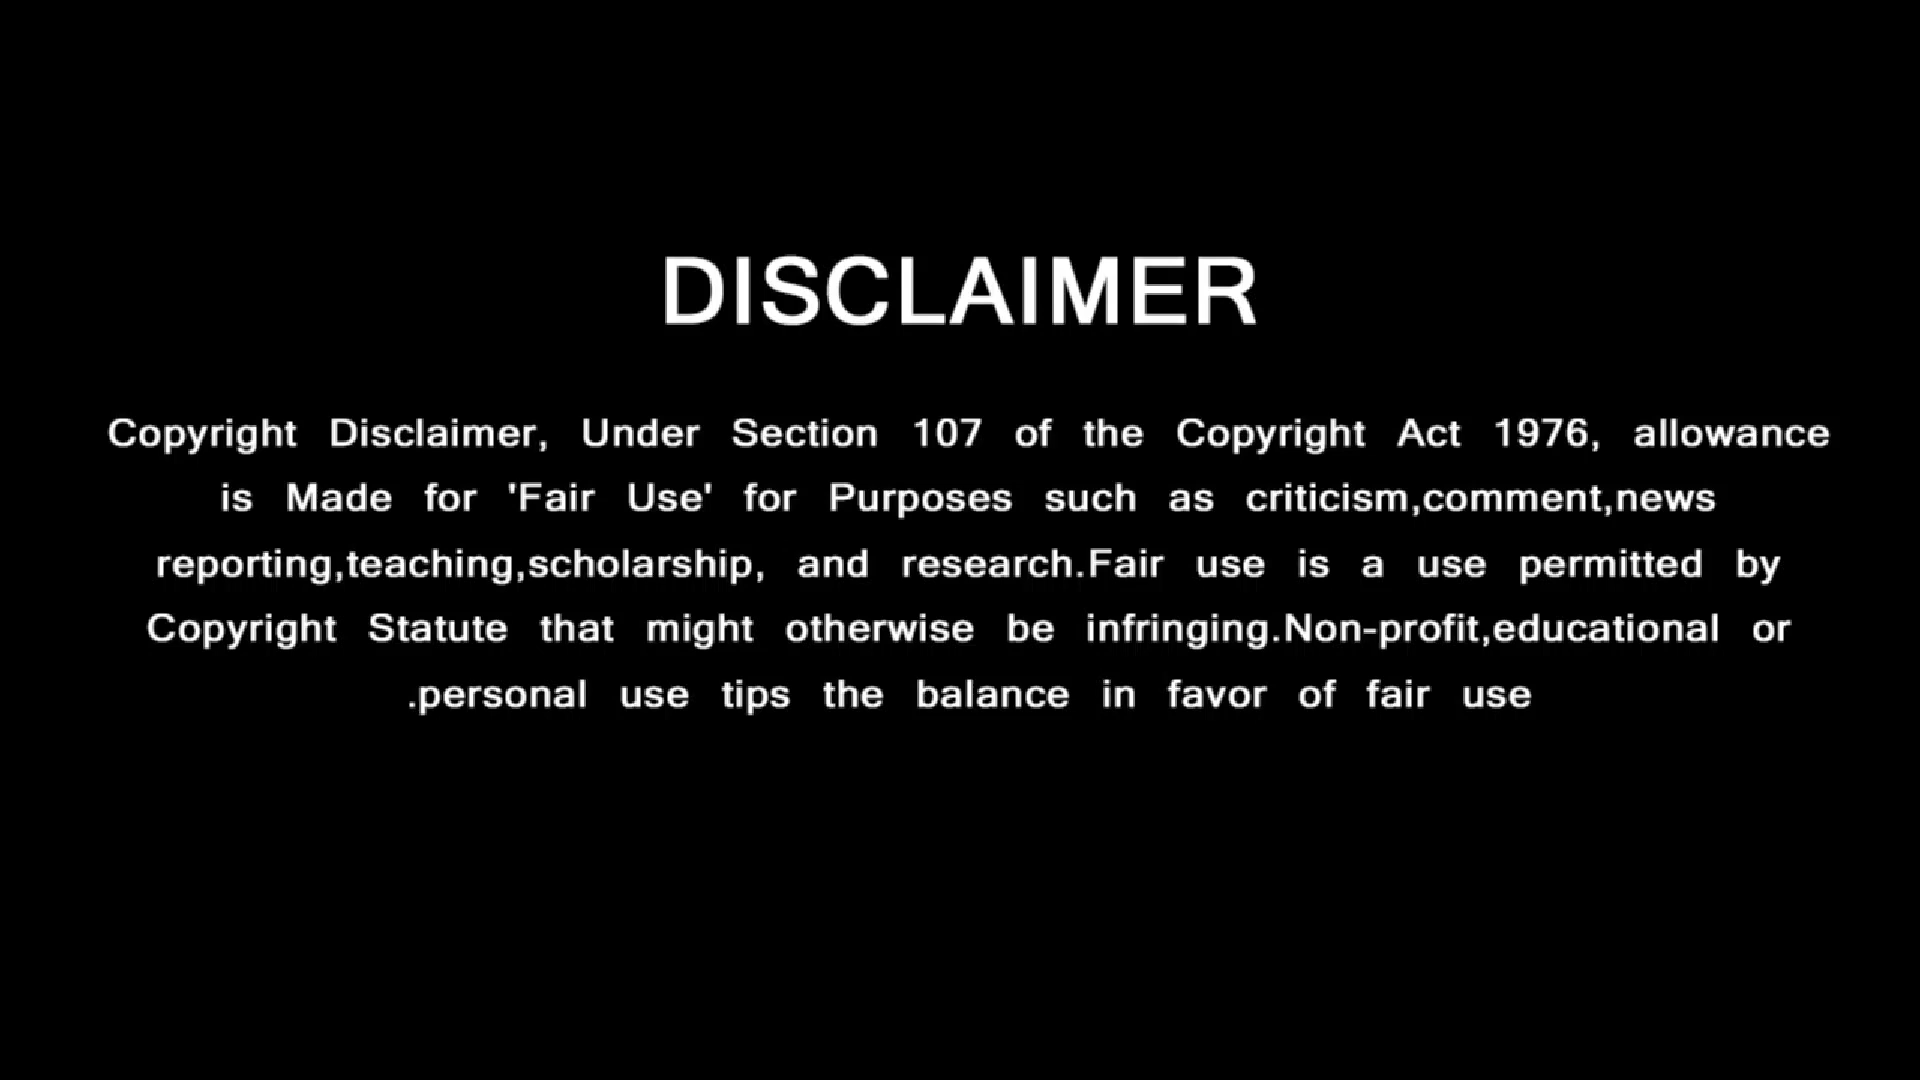 DISCLAIMER
Copyright Disclaimer, Under Section 107 of the Copyright Act 1976, allowance
is Made for 'Fair Use' for Purposes such as criticism,comment,news
reporting,teaching,scholarship, and research.Fair use is a use permitted by
Copyright Statute that might otherwise be infringing.Non-profit,educational or
.personal use tips the balance in favor of fair use